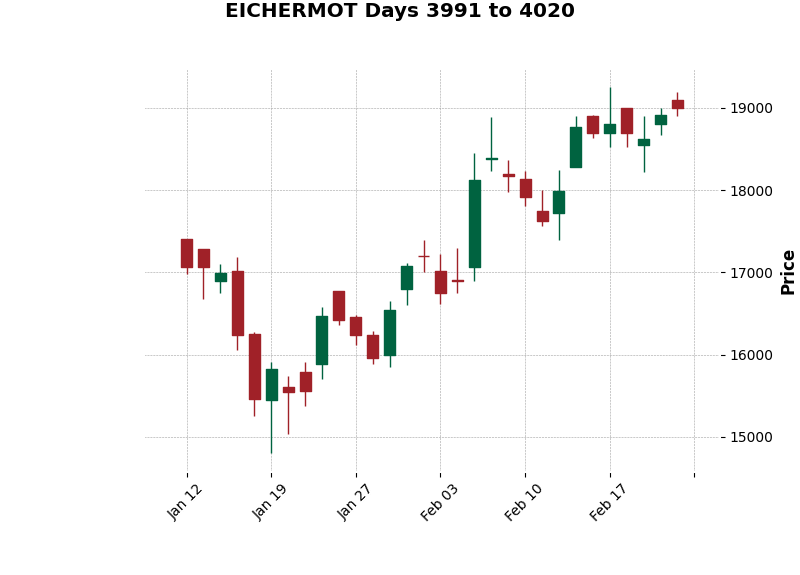 EICHERMOT Days 3991 to 4020
19000
18000
17000
16000
15000
Price
Jan 12
Jan 19
Jan 27
Feb 03
Feb 10
Feb 17